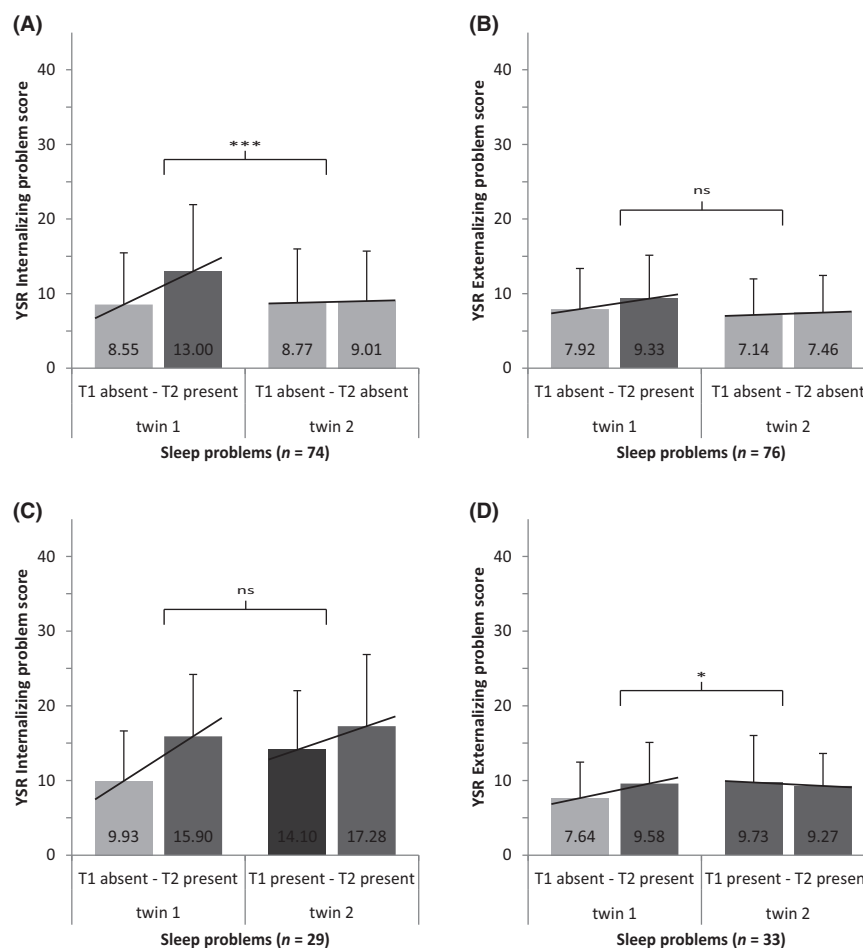 (A)
YSR Internalizing problem score
40
30
20
10
0
***
8.55 13.00 8.77 9.01
T1 absent - T2 present T1 absent - T2 absent
twin 1 twin 2
Sleep problems (n = 74)
(B)
YSR Externalizing problem score
40
30
20
10
0
ns
7.92 9.33 7.14 7.46
T1 absent - T2 present T1 absent - T2 absent
twin 1 twin 2
Sleep problems (n = 76)
(C)
YSR Internalizing problem score
40
30
20
10
0
ns
9.93 15.90 14.10 17.28
T1 absent - T2 present T1 present - T2 present
twin 1 twin 2
Sleep problems (n = 29)
(D)
YSR Externalizing problem score
40
30
20
10
0
*
7.64 9.58 9.73 9.27
T1 absent - T2 present T1 present - T2 present
twin 1 twin 2
Sleep problems (n = 33)